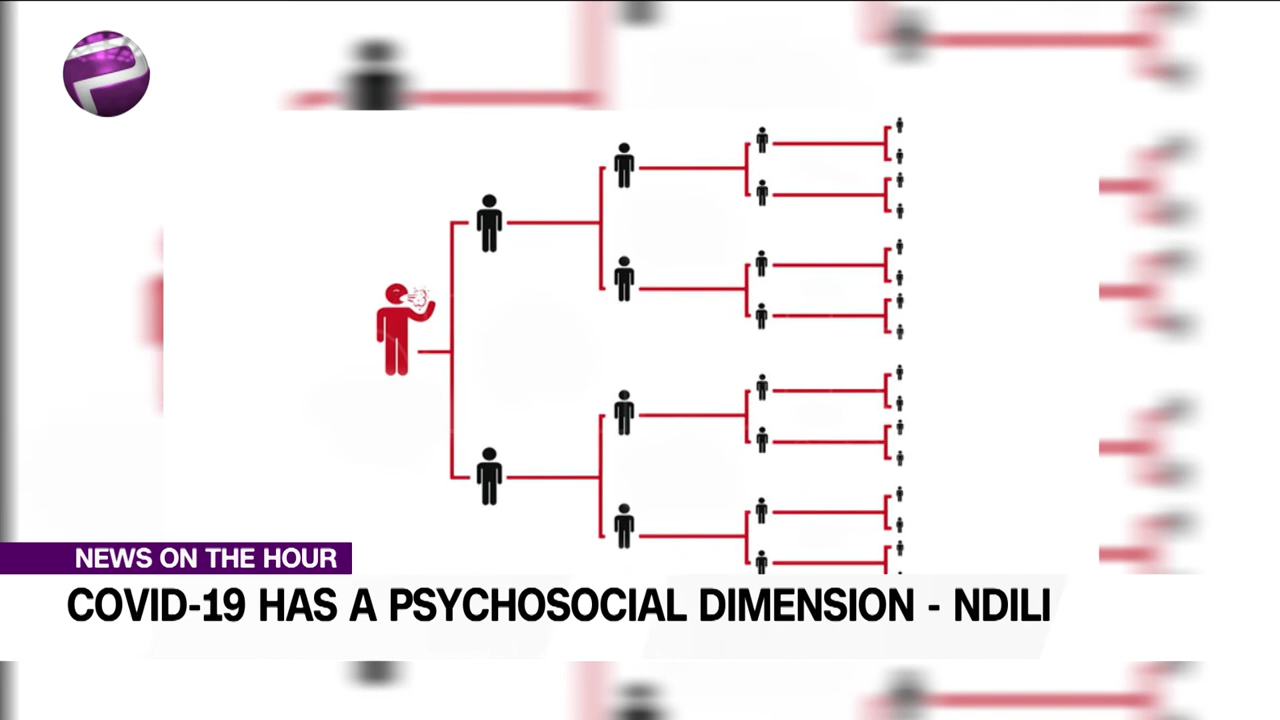 NEWS ON THE HOUR
COVID-19 HAS A PSYCHOSOCIAL DIMENSION - NDILI